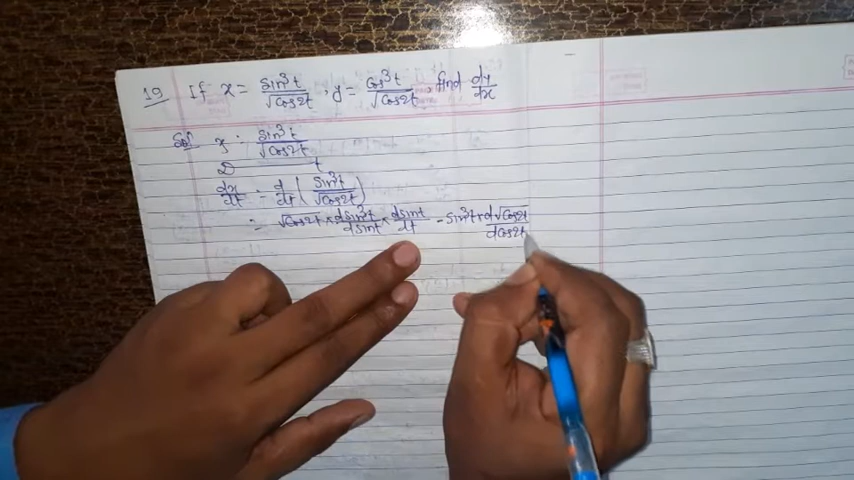 19 If x = sin³t/√cos2t , y = cos³t/√cos2t , find dy/dx
Solⁿ x = sin³t/√cos2t
D t
dx/dt = d/dt (sin³t/√cos2t)
= √cos2t × dsin³t/dsint × dsint/dt - sin³t × d√cos2t/dcos2t